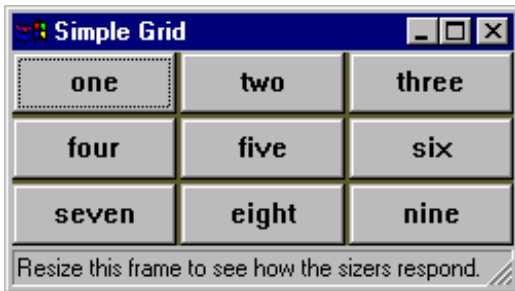 Simple Grid
one two three
four five six
seven eight nine
Resize this frame to see how the sizers respond.